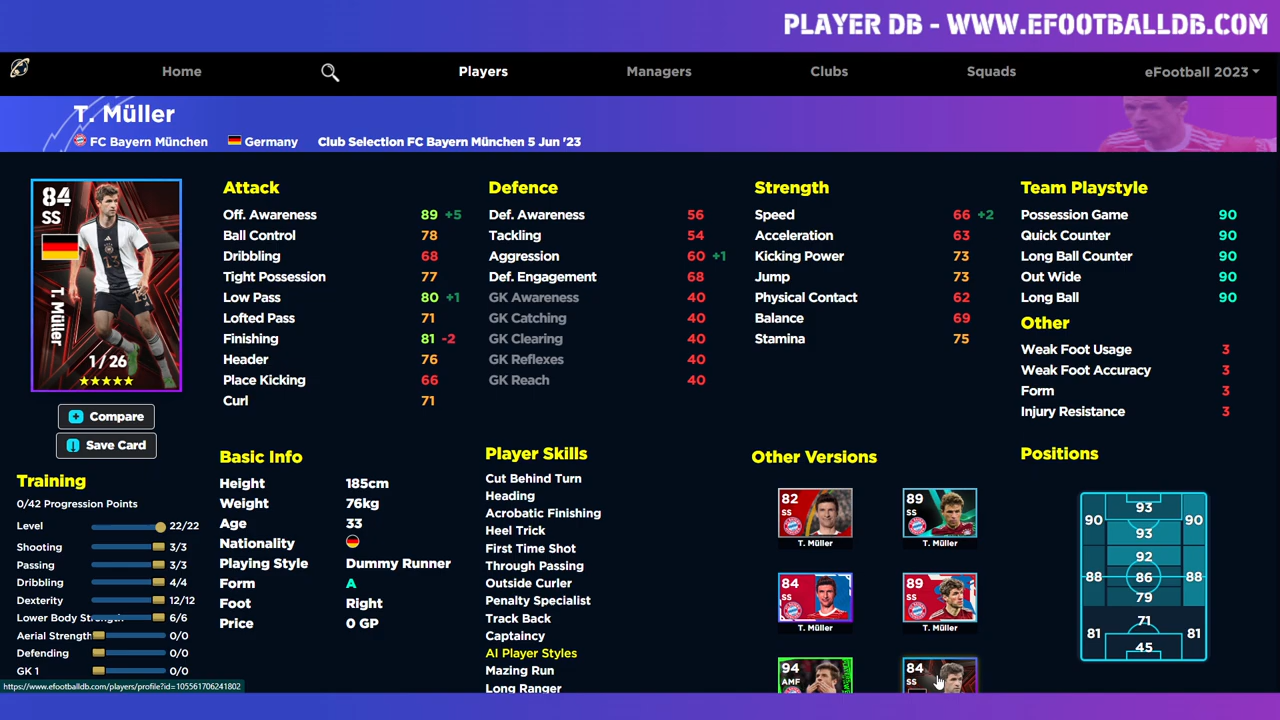 PLAYER DB - WWW.EFOOTBALLDB.COM
Home Players Managers Clubs Squads eFootball 2023
T. Müller
FC Bayern München Germany Club Selection FC Bayern München 5 Jun '23
84
SS
T. Müller
1 / 26
Compare
Save Card
Training
0/42 Progression Points
Level 22/22
Shooting 3/3
Passing 3/3
Dribbling 4/4
Dexterity 12/12
Lower Body Strength 6/6
Aerial Strength 0/0
Defending 0/0
GK 1 0/0
https://www.efootballdb.com/players/profile?id=105561706241802
Attack
Off. Awareness 89 +5
Ball Control 78
Dribbling 68
Tight Possession 77
Low Pass 80 +1
Lofted Pass 71
Finishing 81 -2
Header 76
Place Kicking 66
Curl 71
Defence
Def. Awareness 56
Tackling 54
Aggression 60 +1
Def. Engagement 68
GK Awareness 40
GK Catching 40
GK Clearing 40
GK Reflexes 40
GK Reach 40
Strength
Speed 66 +2
Acceleration 63
Kicking Power 73
Jump 73
Physical Contact 62
Balance 69
Stamina 75
Team Playstyle
Possession Game 90
Quick Counter 90
Long Ball Counter 90
Out Wide 90
Long Ball 90
Other
Weak Foot Usage 3
Weak Foot Accuracy 3
Form 3
Injury Resistance 3
Basic Info
Height 185cm
Weight 76kg
Age 33
Nationality
Playing Style Dummy Runner
Form A
Foot Right
Price 0 GP
Player Skills
Cut Behind Turn
Heading
Acrobatic Finishing
Heel Trick
First Time Shot
Through Passing
Outside Curler
Penalty Specialist
Track Back
Captaincy
AI Player Styles
Mazing Run
Long Ranger
Other Versions
82
SS
T. Müller
89
SS
T. Müller
84
SS
T. Müller
89
SS
T. Müller
94
AMF
84
SS
Positions
93
90 90
93
92
88 86 88
79
71
81 81
45